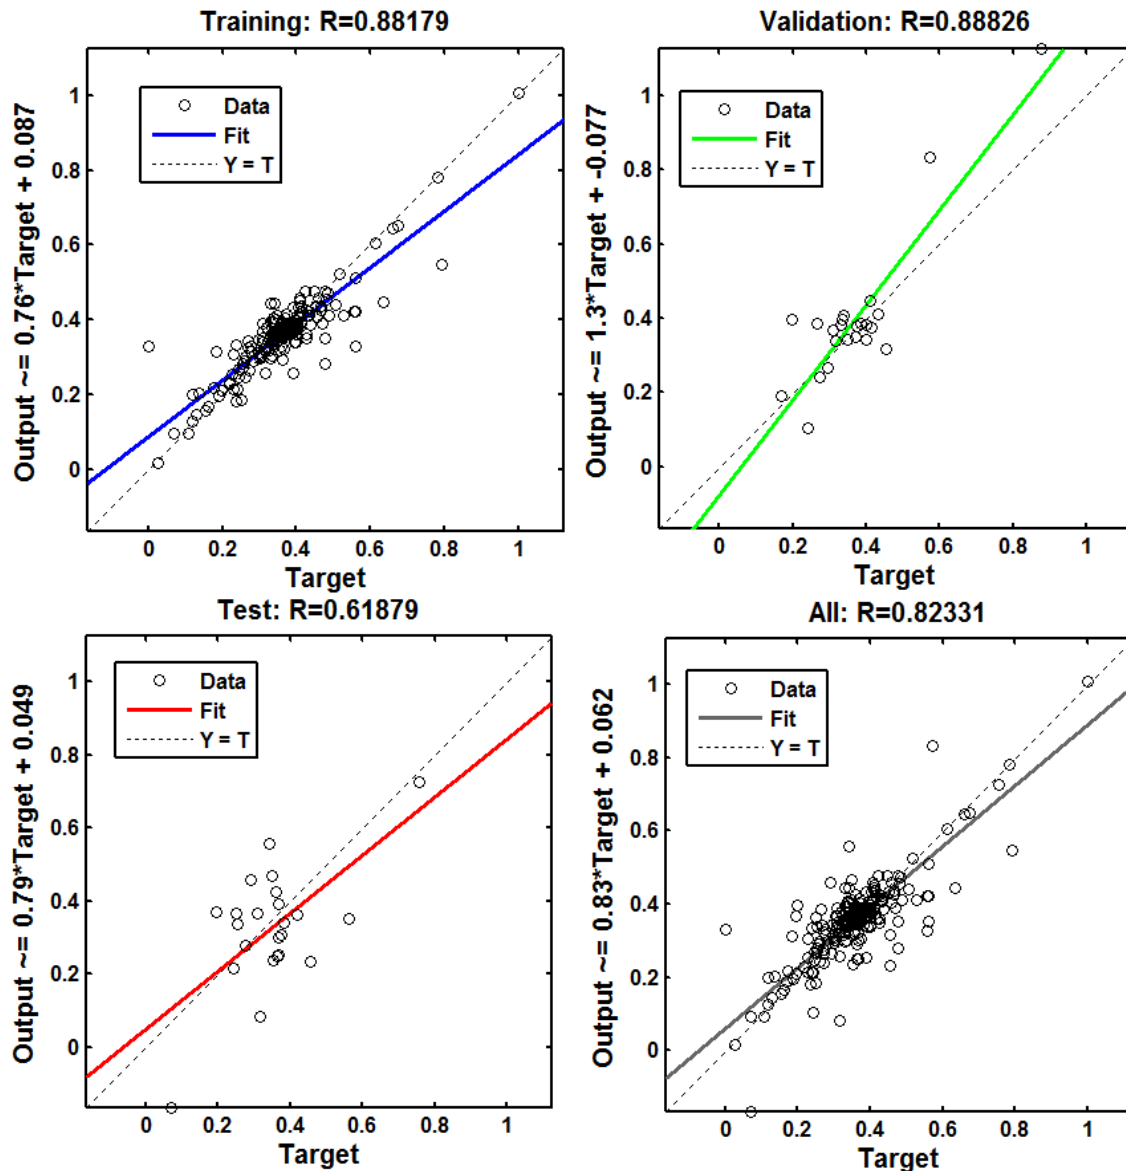 Training: R=0.88179
Output ~= 0.76*Target + 0.087
Data
Fit
Y = T
1
0.8
0.6
0.4
0.2
0
0 0.2 0.4 0.6 0.8 1
Target
Validation: R=0.88826
Output ~= 1.3*Target + -0.077
Data
Fit
Y = T
1
0.8
0.6
0.4
0.2
0
0 0.2 0.4 0.6 0.8 1
Target
Test: R=0.61879
Output ~= 0.79*Target + 0.049
Data
Fit
Y = T
1
0.8
0.6
0.4
0.2
0
0 0.2 0.4 0.6 0.8 1
Target
All: R=0.82331
Output ~= 0.83*Target + 0.062
Data
Fit
Y = T
1
0.8
0.6
0.4
0.2
0
0 0.2 0.4 0.6 0.8 1
Target